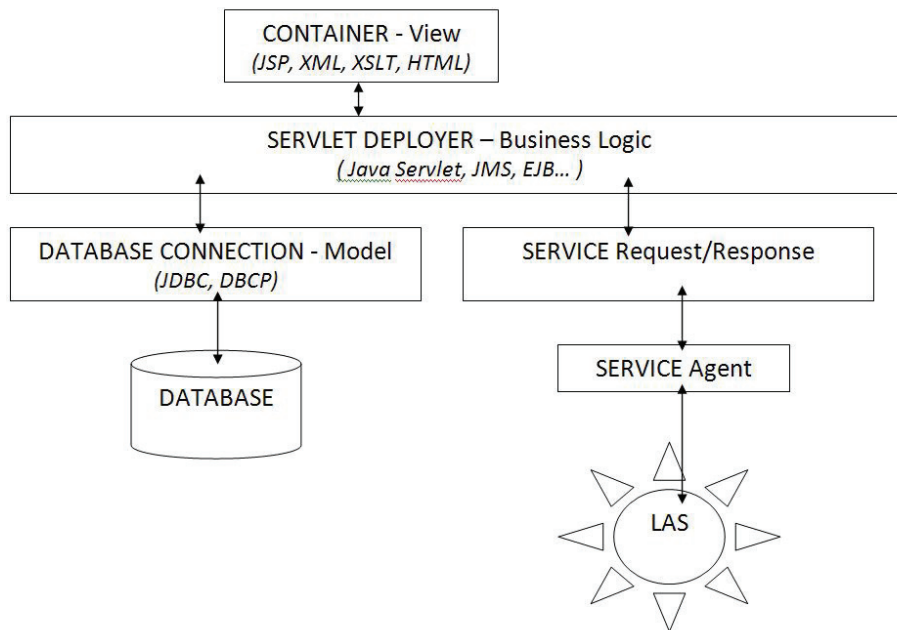 CONTAINER - View
(JSP, XML, XSLT, HTML)
SERVLET DEPLOYER – Business Logic
( Java Servlet, JMS, EJB... )
DATABASE CONNECTION - Model
(JDBC, DBCP)
SERVICE Request/Response
SERVICE Agent
DATABASE
LAS